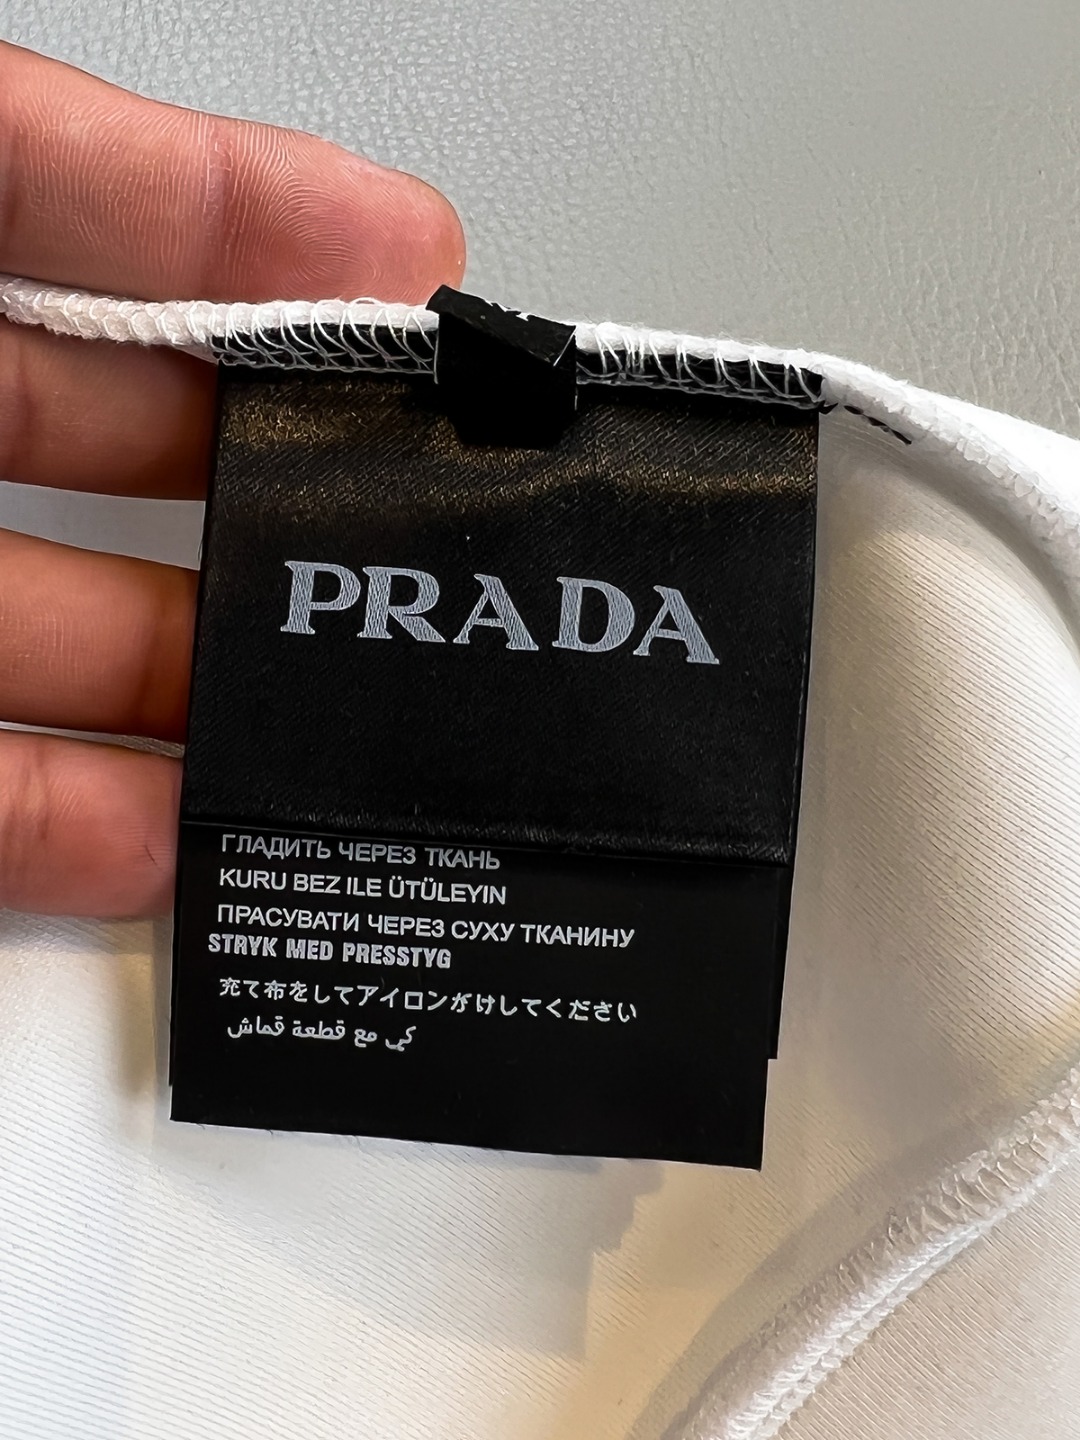 PRADA
ГЛАДИТЬ ЧЕРЕЗ ТКАНЬ
KURU BEZ ILE ÜTÜLEYIN
ПРАСУВАТИ ЧЕРЕЗ СУХУ ТКАНИНУ
STRYK MED PRESSTYG
充て布をしてアイロンがけしてください
كي مع قطعة قماش